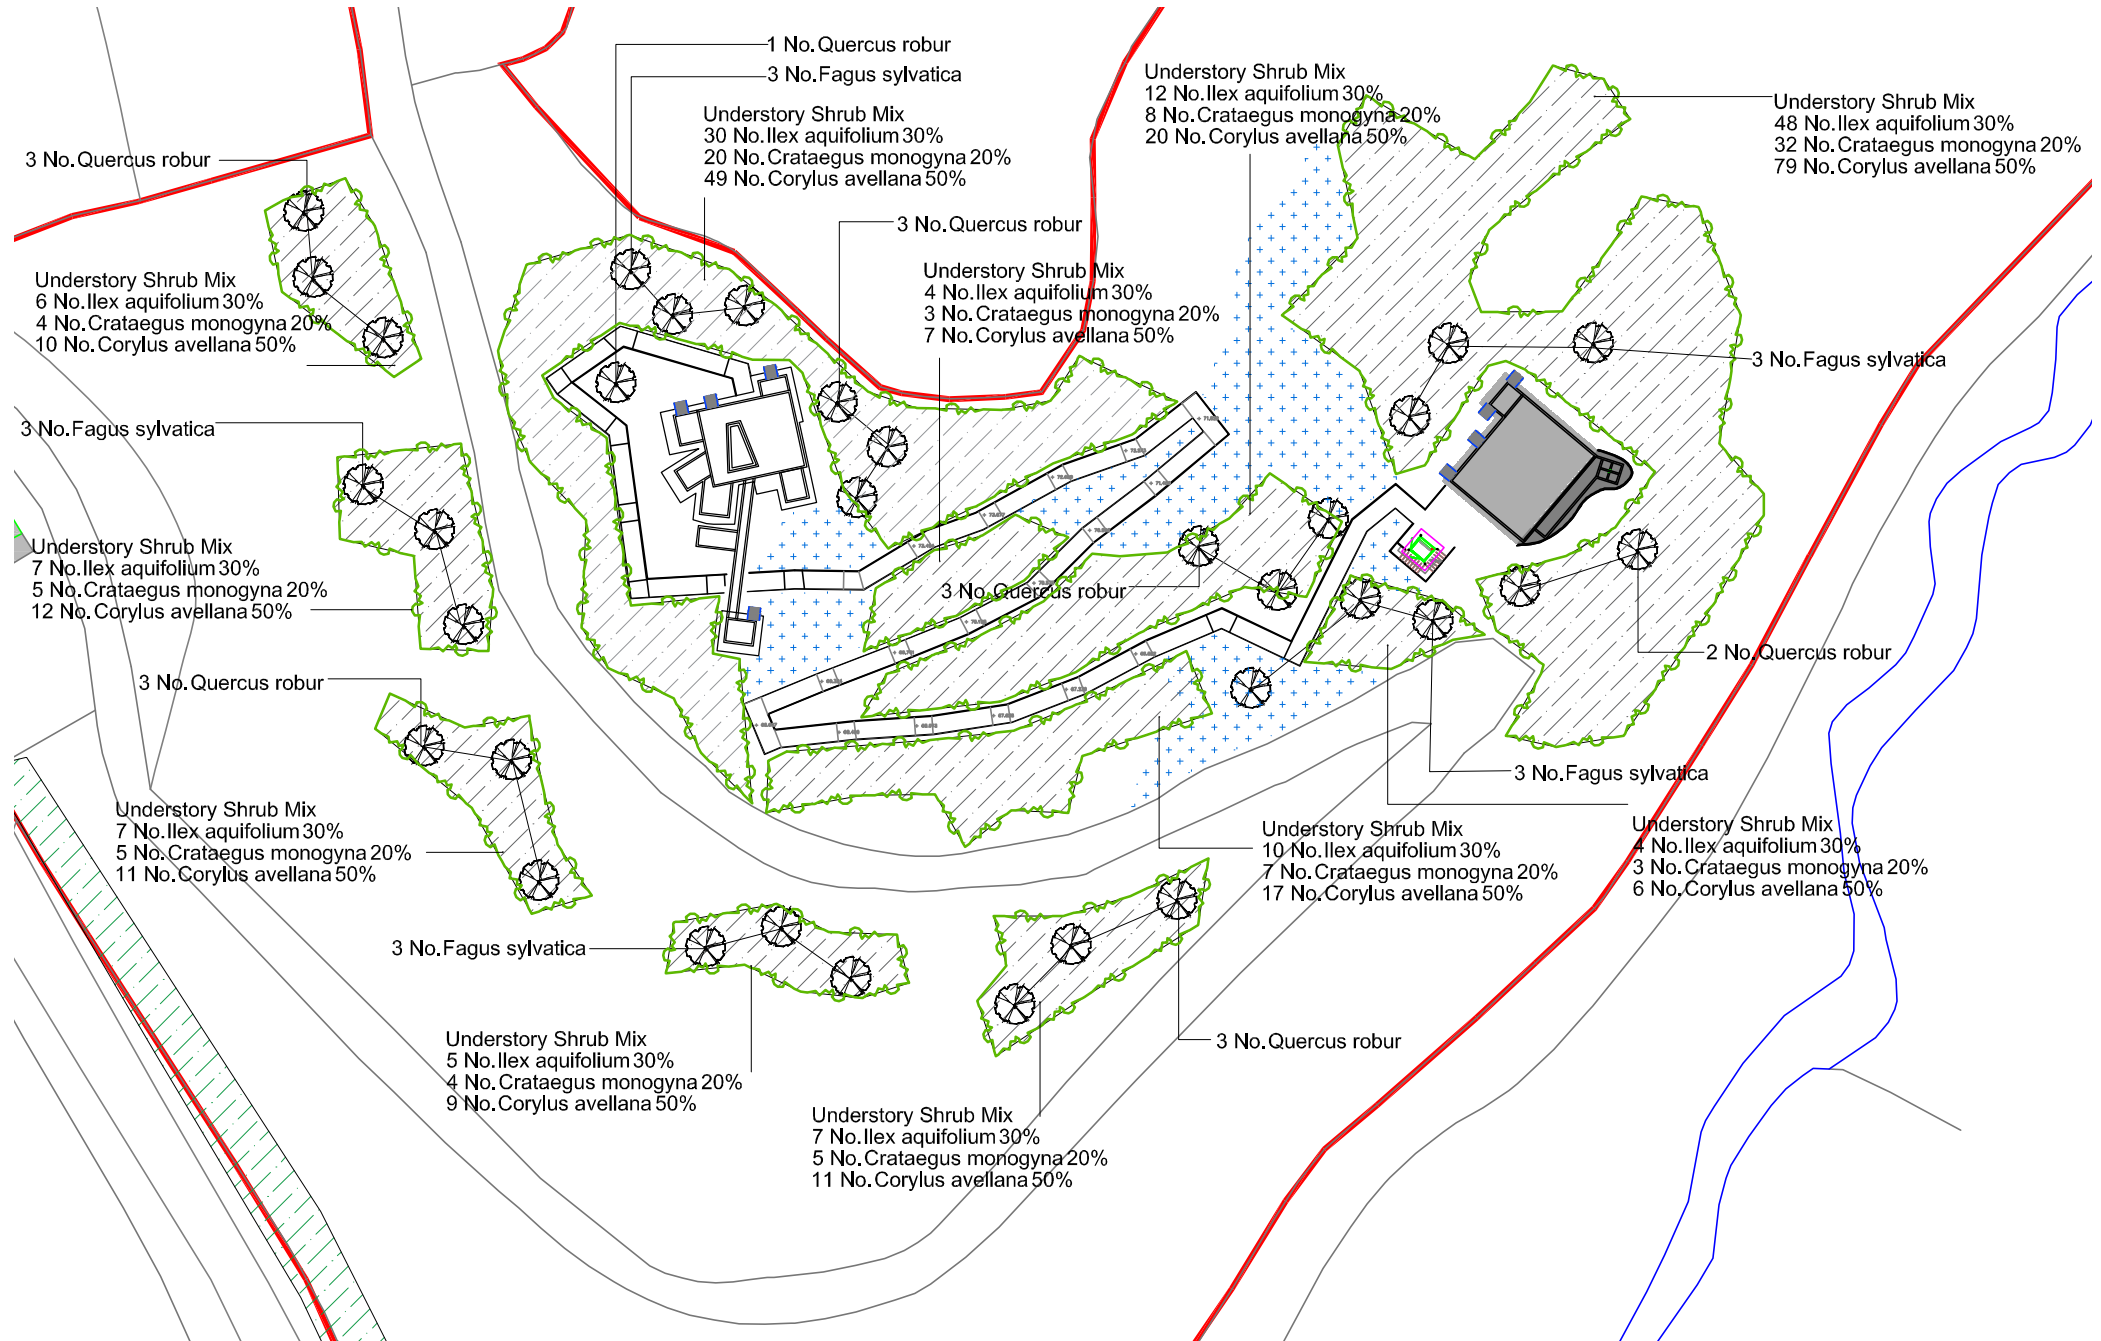 1 No. Quercus robur
3 No. Fagus sylvatica
Understory Shrub Mix
30 No. Ilex aquifolium 30%
20 No. Crataegus monogyna 20%
49 No. Corylus avellana 50%
Understory Shrub Mix
12 No. Ilex aquifolium 30%
8 No. Crataegus monogyna 20%
20 No. Corylus avellana 50%
Understory Shrub Mix
48 No. Ilex aquifolium 30%
32 No. Crataegus monogyna 20%
79 No. Corylus avellana 50%
3 No. Quercus robur
3 No. Quercus robur
Understory Shrub Mix
6 No. Ilex aquifolium 30%
4 No. Crataegus monogyna 20%
10 No. Corylus avellana 50%
Understory Shrub Mix
4 No. Ilex aquifolium 30%
3 No. Crataegus monogyna 20%
7 No. Corylus avellana 50%
3 No. Fagus sylvatica
3 No. Fagus sylvatica
Understory Shrub Mix
7 No. Ilex aquifolium 30%
5 No. Crataegus monogyna 20%
12 No. Corylus avellana 50%
3 No. Quercus robur
2 No. Quercus robur
3 No. Quercus robur
3 No. Fagus sylvatica
Understory Shrub Mix
7 No. Ilex aquifolium 30%
5 No. Crataegus monogyna 20%
11 No. Corylus avellana 50%
Understory Shrub Mix
10 No. Ilex aquifolium 30%
7 No. Crataegus monogyna 20%
17 No. Corylus avellana 50%
Understory Shrub Mix
4 No. Ilex aquifolium 30%
3 No. Crataegus monogyna 20%
6 No. Corylus avellana 50%
3 No. Fagus sylvatica
Understory Shrub Mix
5 No. Ilex aquifolium 30%
4 No. Crataegus monogyna 20%
9 No. Corylus avellana 50%
3 No. Quercus robur
Understory Shrub Mix
7 No. Ilex aquifolium 30%
5 No. Crataegus monogyna 20%
11 No. Corylus avellana 50%